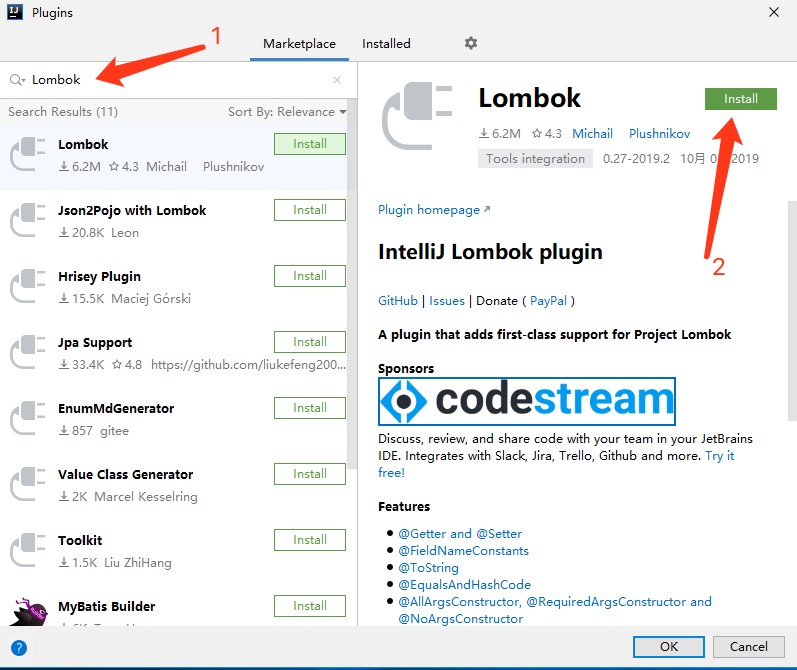 IJ Plugins
1
Marketplace Installed
Lombok
Search Results (11) Sort By: Relevance
Lombok Install
6.2M 4.3 Michail Plushnikov
Json2Pojo with Lombok Install
20.8K Leon
Hrisey Plugin Install
15.5K Maciej Górski
Jpa Support Install
33.4K 4.8 https://github.com/liukefeng200...
EnumMdGenerator Install
857 gitee
Value Class Generator Install
2K Marcel Kesselring
Toolkit Install
1.5K Liu ZhiHang
MyBatis Builder Install
Lombok Install
6.2M 4.3 Michail Plushnikov
Tools integration 0.27-2019.2 10月 2019
2
Plugin homepage
IntelliJ Lombok plugin
GitHub | Issues | Donate ( PayPal )
A plugin that adds first-class support for Project Lombok
Sponsors
codestream
Discuss, review, and share code with your team in your JetBrains
IDE. Integrates with Slack, Jira, Trello, Github and more. Try it
free!
Features
@Getter and @Setter
@FieldNameConstants
@ToString
@EqualsAndHashCode
@AllArgsConstructor, @RequiredArgsConstructor and
@NoArgsConstructor
? OK Cancel